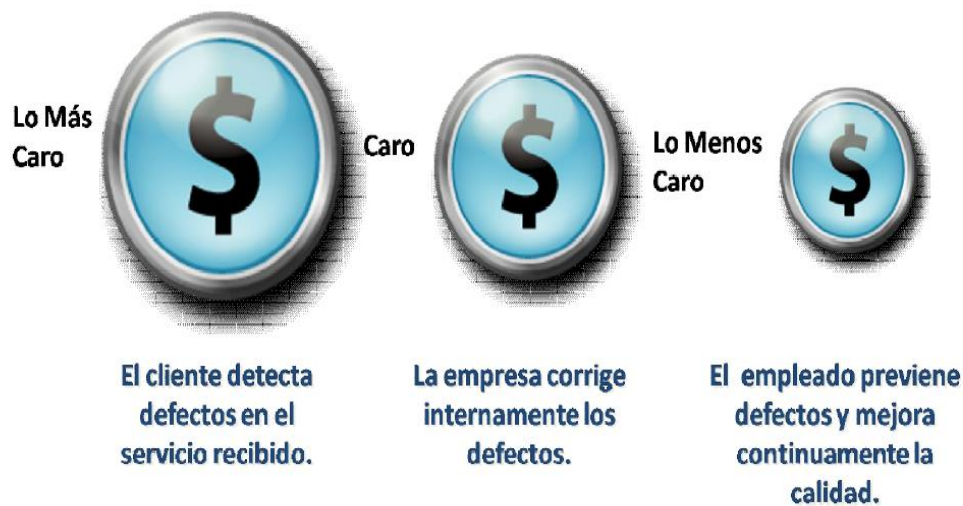 Lo Más
Caro
$
Caro
$
Lo Menos
Caro
$
El cliente detecta
defectos en el
servicio recibido.
La empresa corrige
internamente los
defectos.
El empleado previene
defectos y mejora
continuamente la
calidad.